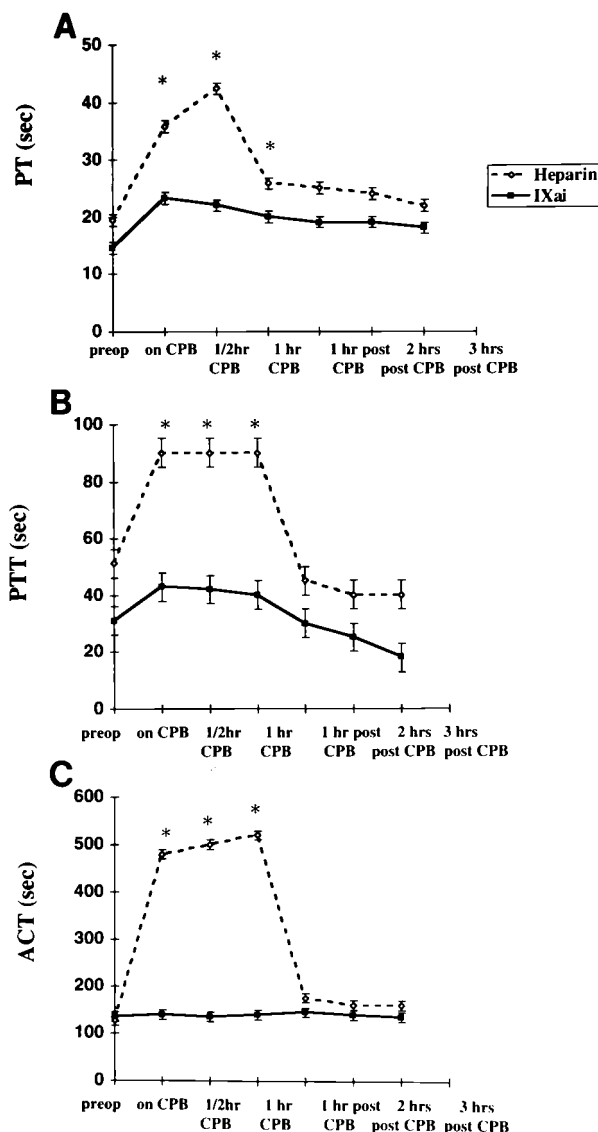 A
PT (sec)
50
40
30
20
10
0
* * *
preop on CPB 1/2hr 1 hr 1 hr post 2 hrs 3 hrs
CPB CPB CPB post CPB post CPB
Heparin
IXai
B
PTT (sec)
100
80
60
40
20
0
* * *
preop on CPB 1/2hr 1 hr 1 hr post 2 hrs 3 hrs
CPB CPB CPB post CPB post CPB
C
ACT (sec)
600
500
400
300
200
100
0
* * *
preop on CPB 1/2hr 1 hr 1 hr post 2 hrs 3 hrs
CPB CPB CPB post CPB post CPB